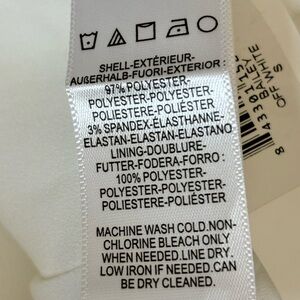 SHELL-EXTÉRIEUR-
AUßERHALB-FUORI-EXTERIOR :
97% POLYESTER-
POLYESTER-POLYESTER-
POLIESTERE-POLIÉSTER
3% SPANDEX-ÉLASTHANNE-
ELASTAN-ELASTAN-ELASTANO
LINING-DOUBLURE-
FUTTER-FODERA-FORRO :
100% POLYESTER-
POLYESTER-POLYESTER-
POLIESTERE-POLIÉSTER
MACHINE WASH COLD.NON-
CHLORINE BLEACH ONLY
WHEN NEEDED.LINE DRY.
LOW IRON IF NEEDED.CAN
BE DRY CLEANED.
OFF WHITE
S
BAILEY